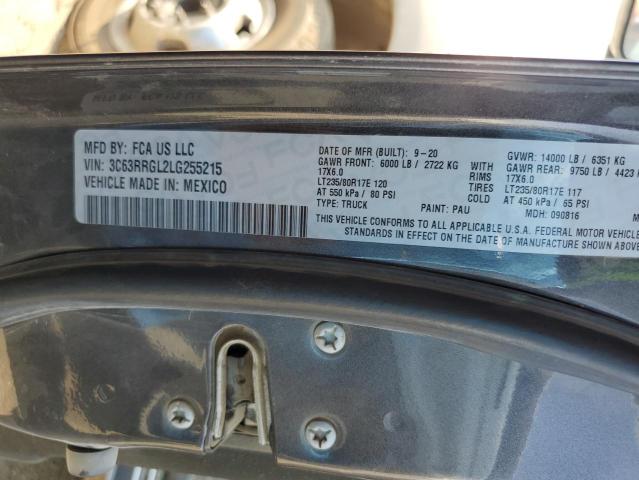 MFD BY: FCA US LLC
VIN: 3C63RRGL2LG255215
VEHICLE MADE IN: MEXICO
DATE OF MFR (BUILT): 9-20 GVWR: 14000 LB / 6351 KG
GAWR FRONT: 6000 LB / 2722 KG GAWR REAR: 9750 LB / 4423
17X6.0 RIMS 17X6.0
LT235/80R17E 120 TIRES LT235/80R17E 117
AT 550 kPa / 80 PSI COLD AT 450 kPa / 65 PSI
TYPE: TRUCK PAINT: PAU MDH: 090816
THIS VEHICLE CONFORMS TO ALL APPLICABLE U.S.A. FEDERAL MOTOR VEHICLE
STANDARDS IN EFFECT ON THE DATE OF MANUFACTURE SHOWN ABOVE